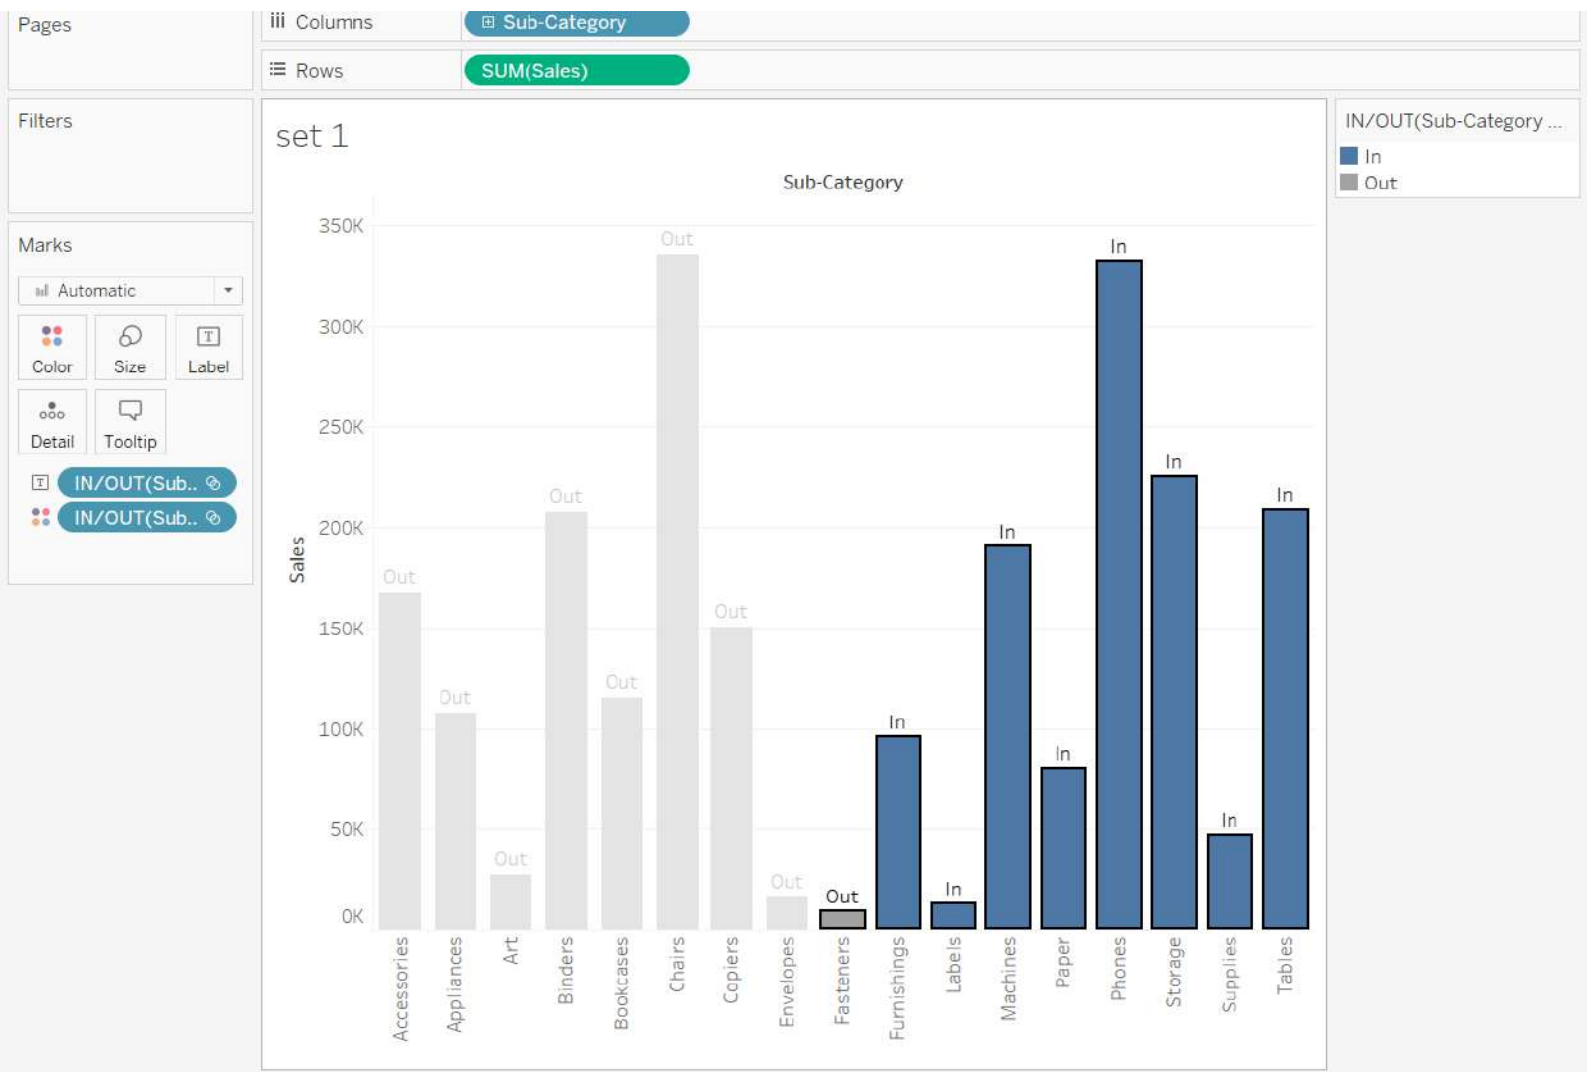 Pages
Columns
Sub-Category
Rows
SUM(Sales)
Filters
Marks
Automatic
Color
Size
T
Label
Detail
Tooltip
T
IN/OUT(Sub..
IN/OUT(Sub..
set 1
Sub-Category
Sales
350K
300K
250K
200K
150K
100K
50K
0K
Out
Out
Out
Out
Out
Out
Out
Out
Out
In
In
In
In
In
In
In
In
Accessories
Appliances
Art
Binders
Bookcases
Chairs
Copiers
Envelopes
Fasteners
Furnishings
Labels
Machines
Paper
Phones
Storage
Supplies
Tables
IN/OUT(Sub-Category ...
In
Out